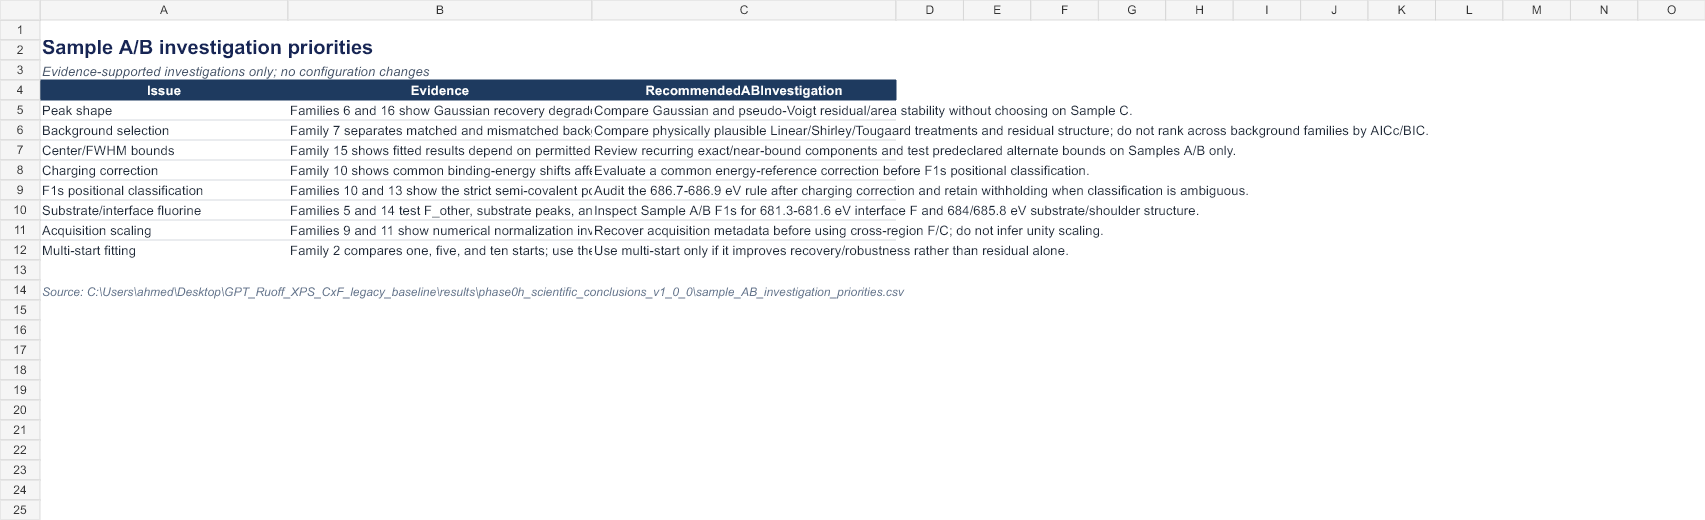 A B C D E F G H I J K L M N O
1
2 Sample A/B investigation priorities
3 Evidence-supported investigations only; no configuration changes
4 Issue Evidence RecommendedABInvestigation
5 Peak shape Families 6 and 16 show Gaussian recovery degrad Compare Gaussian and pseudo-Voigt residual/area stability without choosing on Sample C.
6 Background selection Family 7 separates matched and mismatched back Compare physically plausible Linear/Shirley/Tougaard treatments and residual structure; do not rank across background families by AICc/BIC.
7 Center/FWHM bounds Family 15 shows fitted results depend on permitted Review recurring exact/near-bound components and test predeclared alternate bounds on Samples A/B only.
8 Charging correction Family 10 shows common binding-energy shifts affe Evaluate a common energy-reference correction before F1s positional classification.
9 F1s positional classification Families 10 and 13 show the strict semi-covalent po Audit the 686.7-686.9 eV rule after charging correction and retain withholding when classification is ambiguous.
10 Substrate/interface fluorine Families 5 and 14 test F_other, substrate peaks, an Inspect Sample A/B F1s for 681.3-681.6 eV interface F and 684/685.8 eV substrate/shoulder structure.
11 Acquisition scaling Families 9 and 11 show numerical normalization inv Recover acquisition metadata before using cross-region F/C; do not infer unity scaling.
12 Multi-start fitting Family 2 compares one, five, and ten starts; use the Use multi-start only if it improves recovery/robustness rather than residual alone.
13
14 Source: C:\Users\ahmed\Desktop\GPT_Ruoff_XPS_CxF_legacy_baseline\results\phase0h_scientific_conclusions_v1_0_0\sample_AB_investigation_priorities.csv
15
16
17
18
19
20
21
22
23
24
25